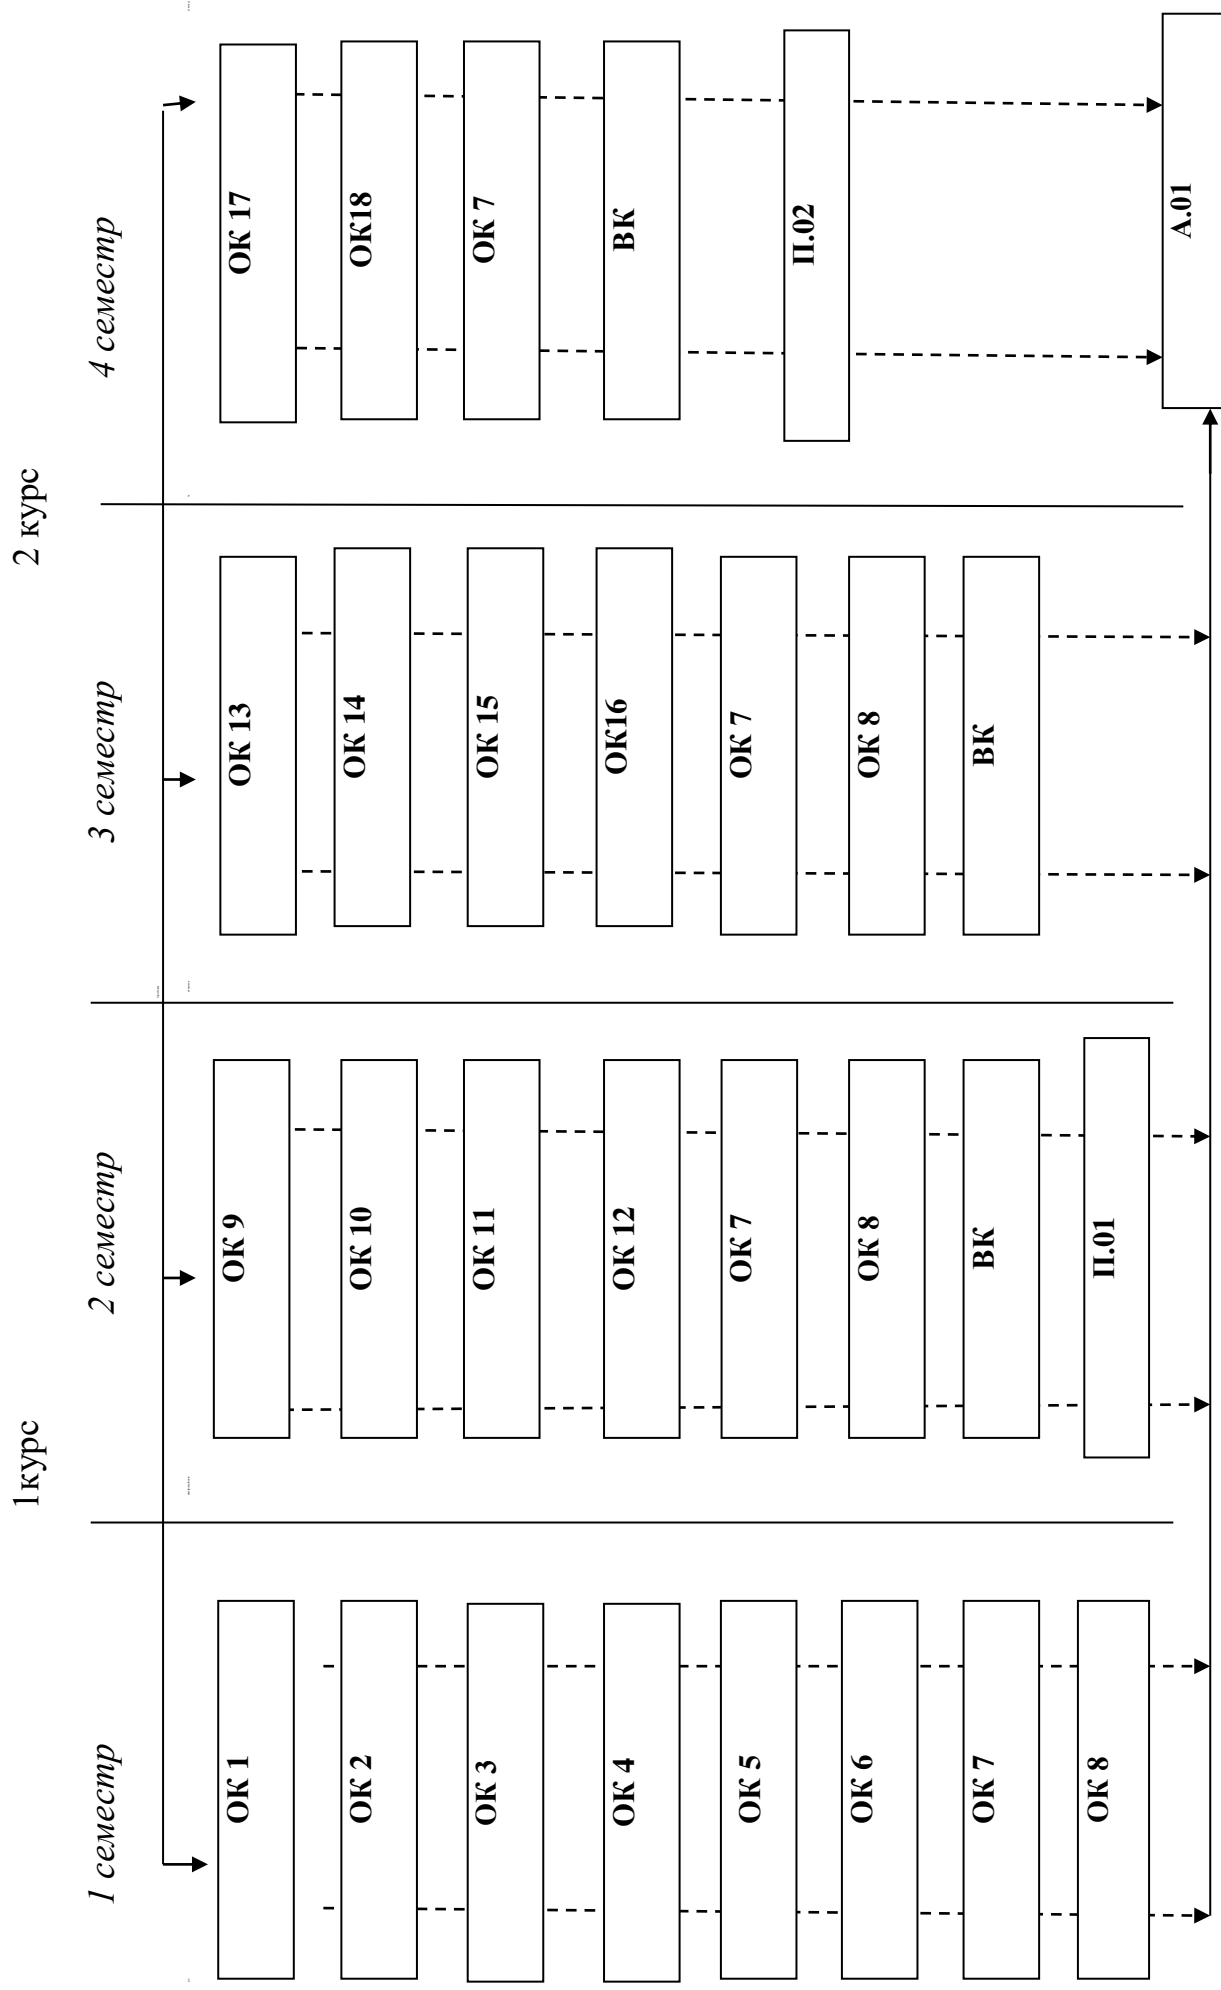 1курс
2 курс
1 семестр
2 семестр
3 семестр
4 семестр
ОК 1
ОК 2
ОК 3
ОК 4
ОК 5
ОК 6
ОК 7
ОК 8
ОК 9
ОК 10
ОК 11
ОК 12
ОК 7
ОК 8
ВК
П.01
ОК 13
ОК 14
ОК 15
ОК16
ОК 7
ОК 8
ВК
ОК 17
ОК18
ОК 7
ВК
П.02
А.01